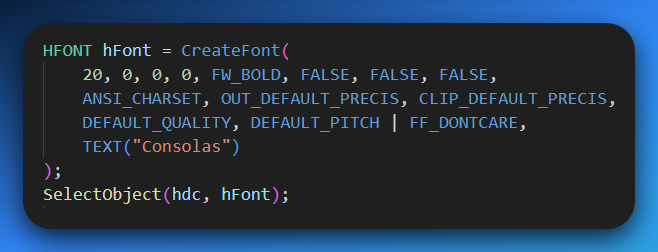 HFONT hFont = CreateFont(
    20, 0, 0, 0, FW_BOLD, FALSE, FALSE, FALSE,
    ANSI_CHARSET, OUT_DEFAULT_PRECIS, CLIP_DEFAULT_PRECIS,
    DEFAULT_QUALITY, DEFAULT_PITCH | FF_DONTCARE,
    TEXT("Consolas")
);
SelectObject(hdc, hFont);